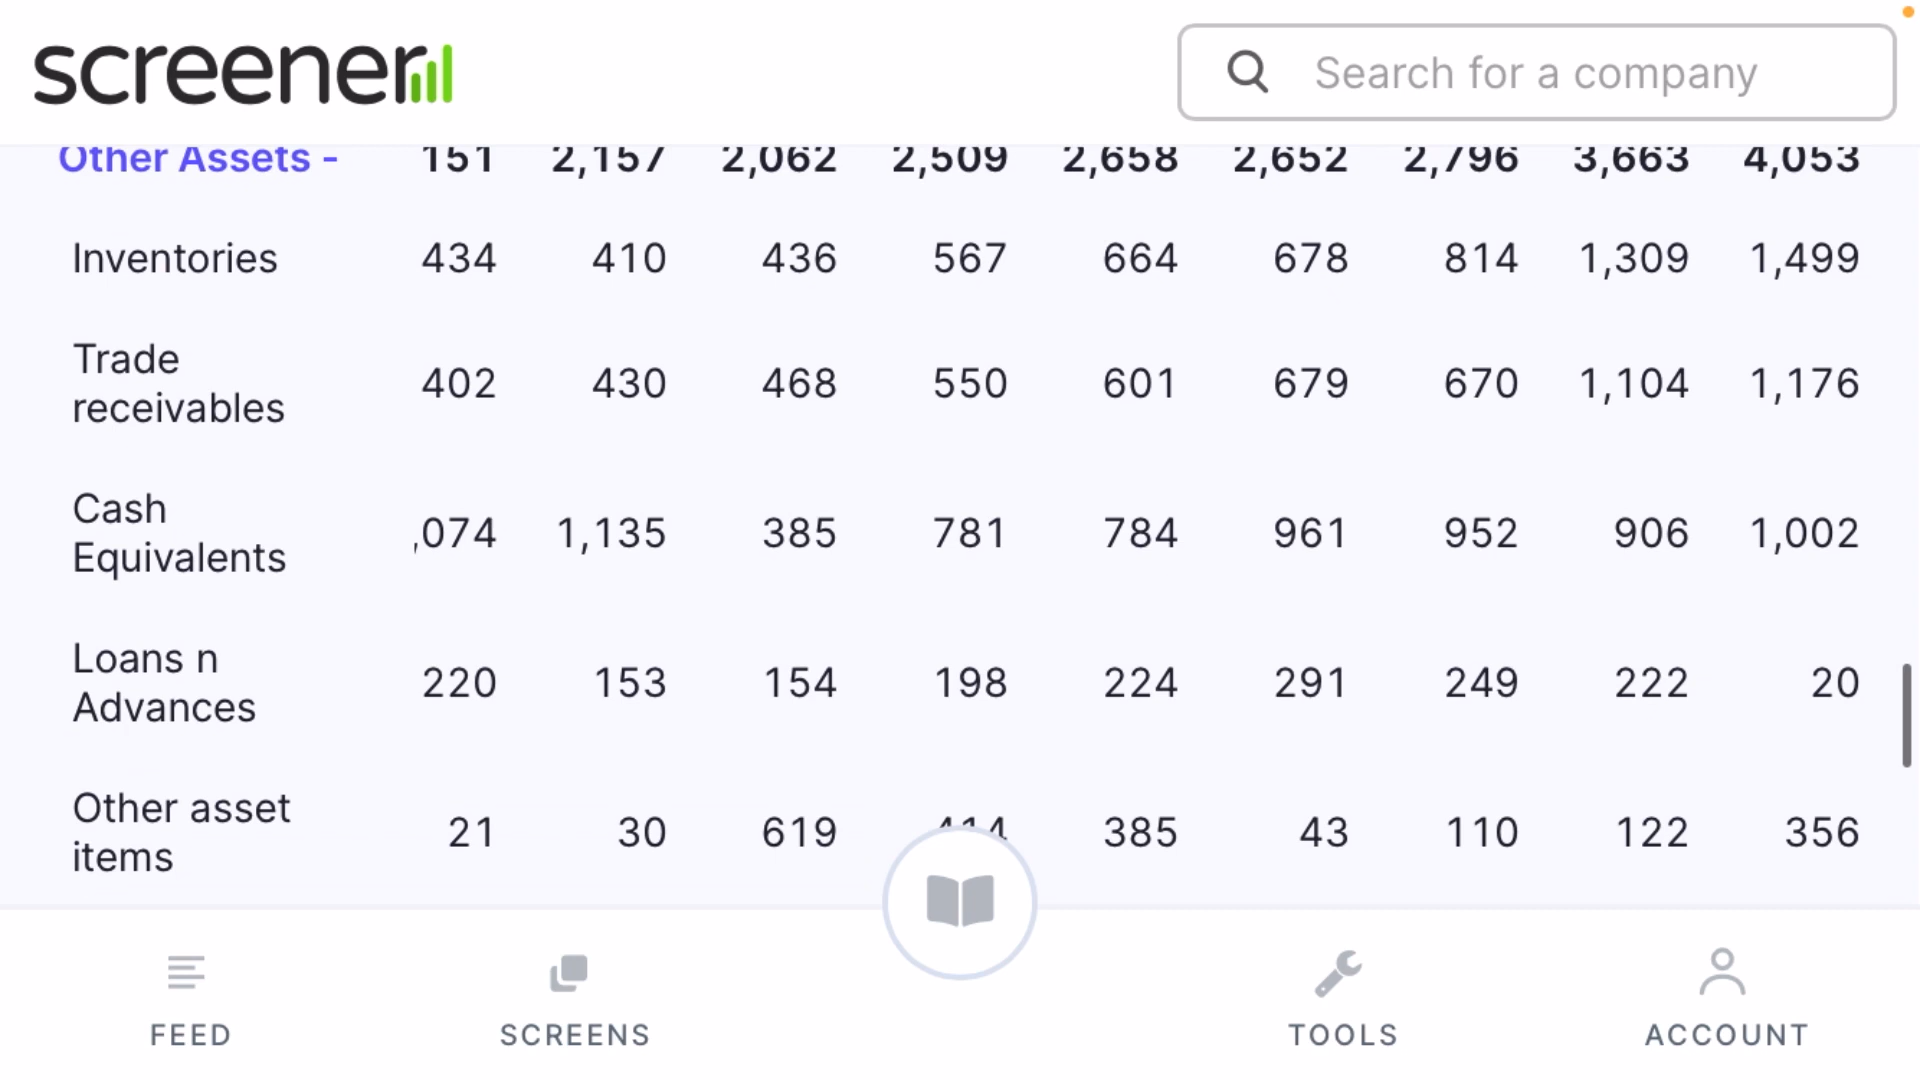 screener
Search for a company
Other Assets - 151 2,157 2,062 2,509 2,658 2,652 2,796 3,663 4,053
Inventories 434 410 436 567 664 678 814 1,309 1,499
Trade
receivables 402 430 468 550 601 679 670 1,104 1,176
Cash
Equivalents ,074 1,135 385 781 784 961 952 906 1,002
Loans n
Advances 220 153 154 198 224 291 249 222 20
Other asset
items 21 30 619 414 385 43 110 122 356
FEED SCREENS TOOLS ACCOUNT